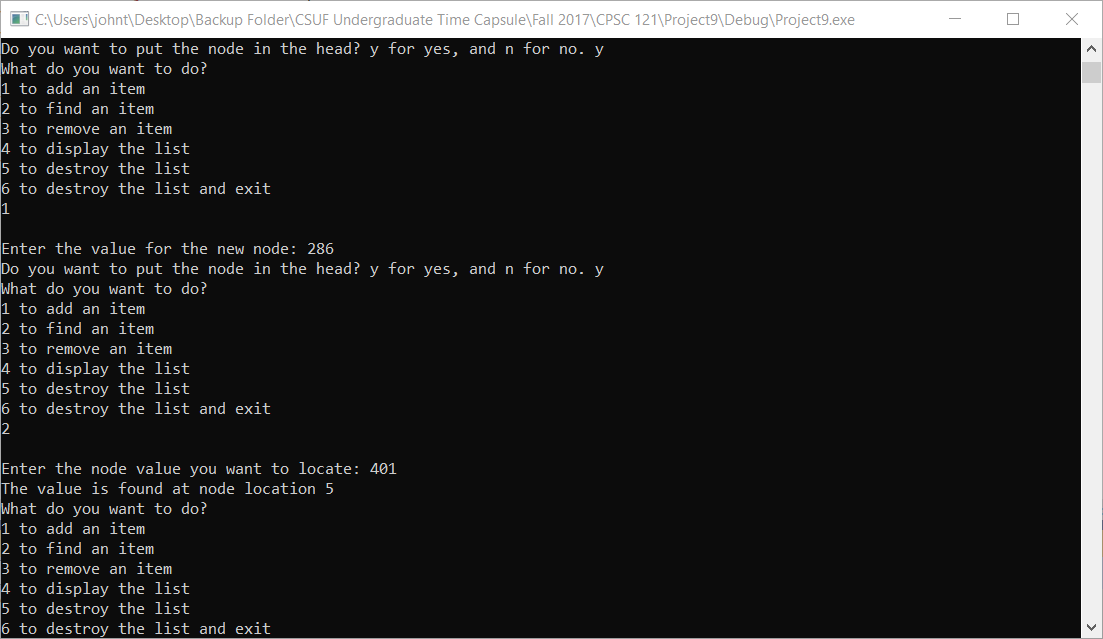 C:\Users\johnt\Desktop\Backup Folder\CSUF Undergraduate Time Capsule\Fall 2017\CPSC 121\Project9\Debug\Project9.exe
Do you want to put the node in the head? y for yes, and n for no. y
What do you want to do?
1 to add an item
2 to find an item
3 to remove an item
4 to display the list
5 to destroy the list
6 to destroy the list and exit
1
Enter the value for the new node: 286
Do you want to put the node in the head? y for yes, and n for no. y
What do you want to do?
1 to add an item
2 to find an item
3 to remove an item
4 to display the list
5 to destroy the list
6 to destroy the list and exit
2
Enter the node value you want to locate: 401
The value is found at node location 5
What do you want to do?
1 to add an item
2 to find an item
3 to remove an item
4 to display the list
5 to destroy the list
6 to destroy the list and exit